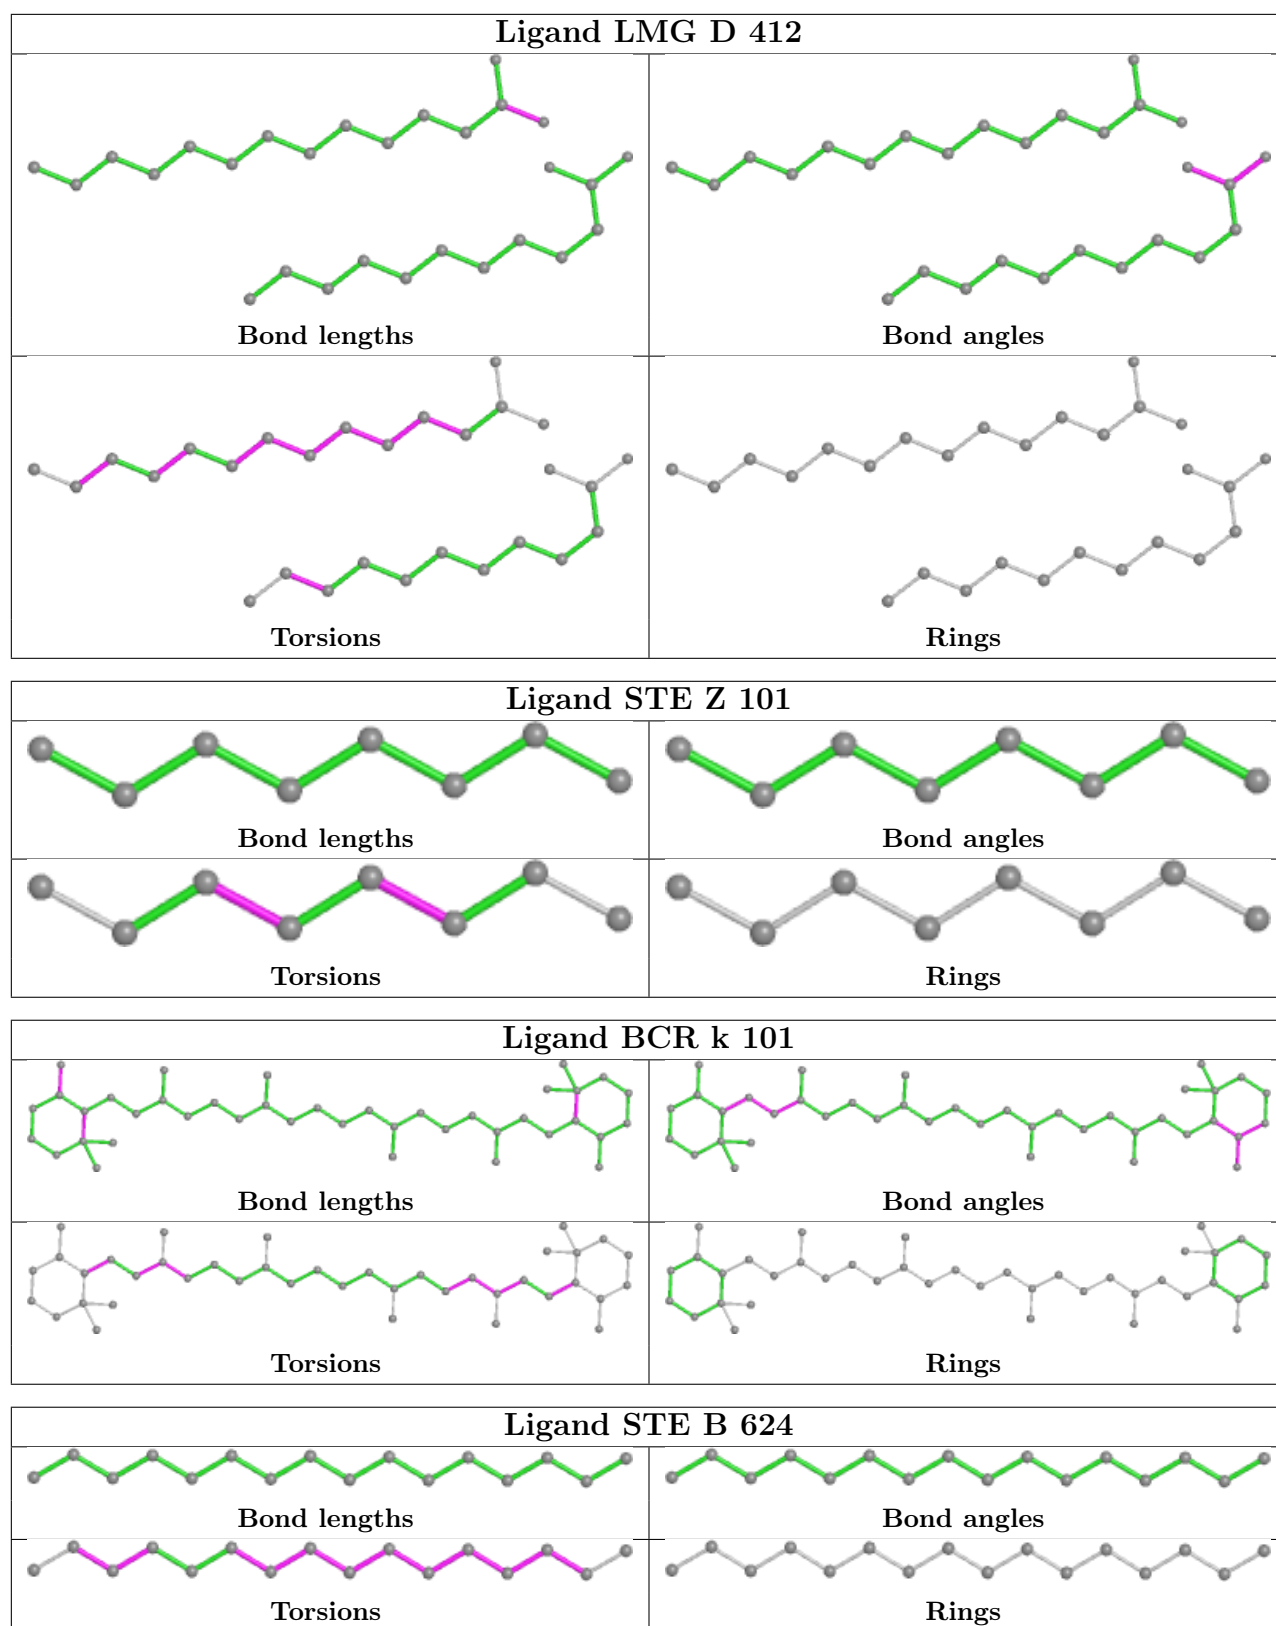 Ligand LMG D 412
Bond lengths
Bond angles
Torsions
Rings
Ligand STE Z 101
Bond lengths
Bond angles
Torsions
Rings
Ligand BCR k 101
Bond lengths
Bond angles
Torsions
Rings
Ligand STE B 624
Bond lengths
Bond angles
Torsions
Rings